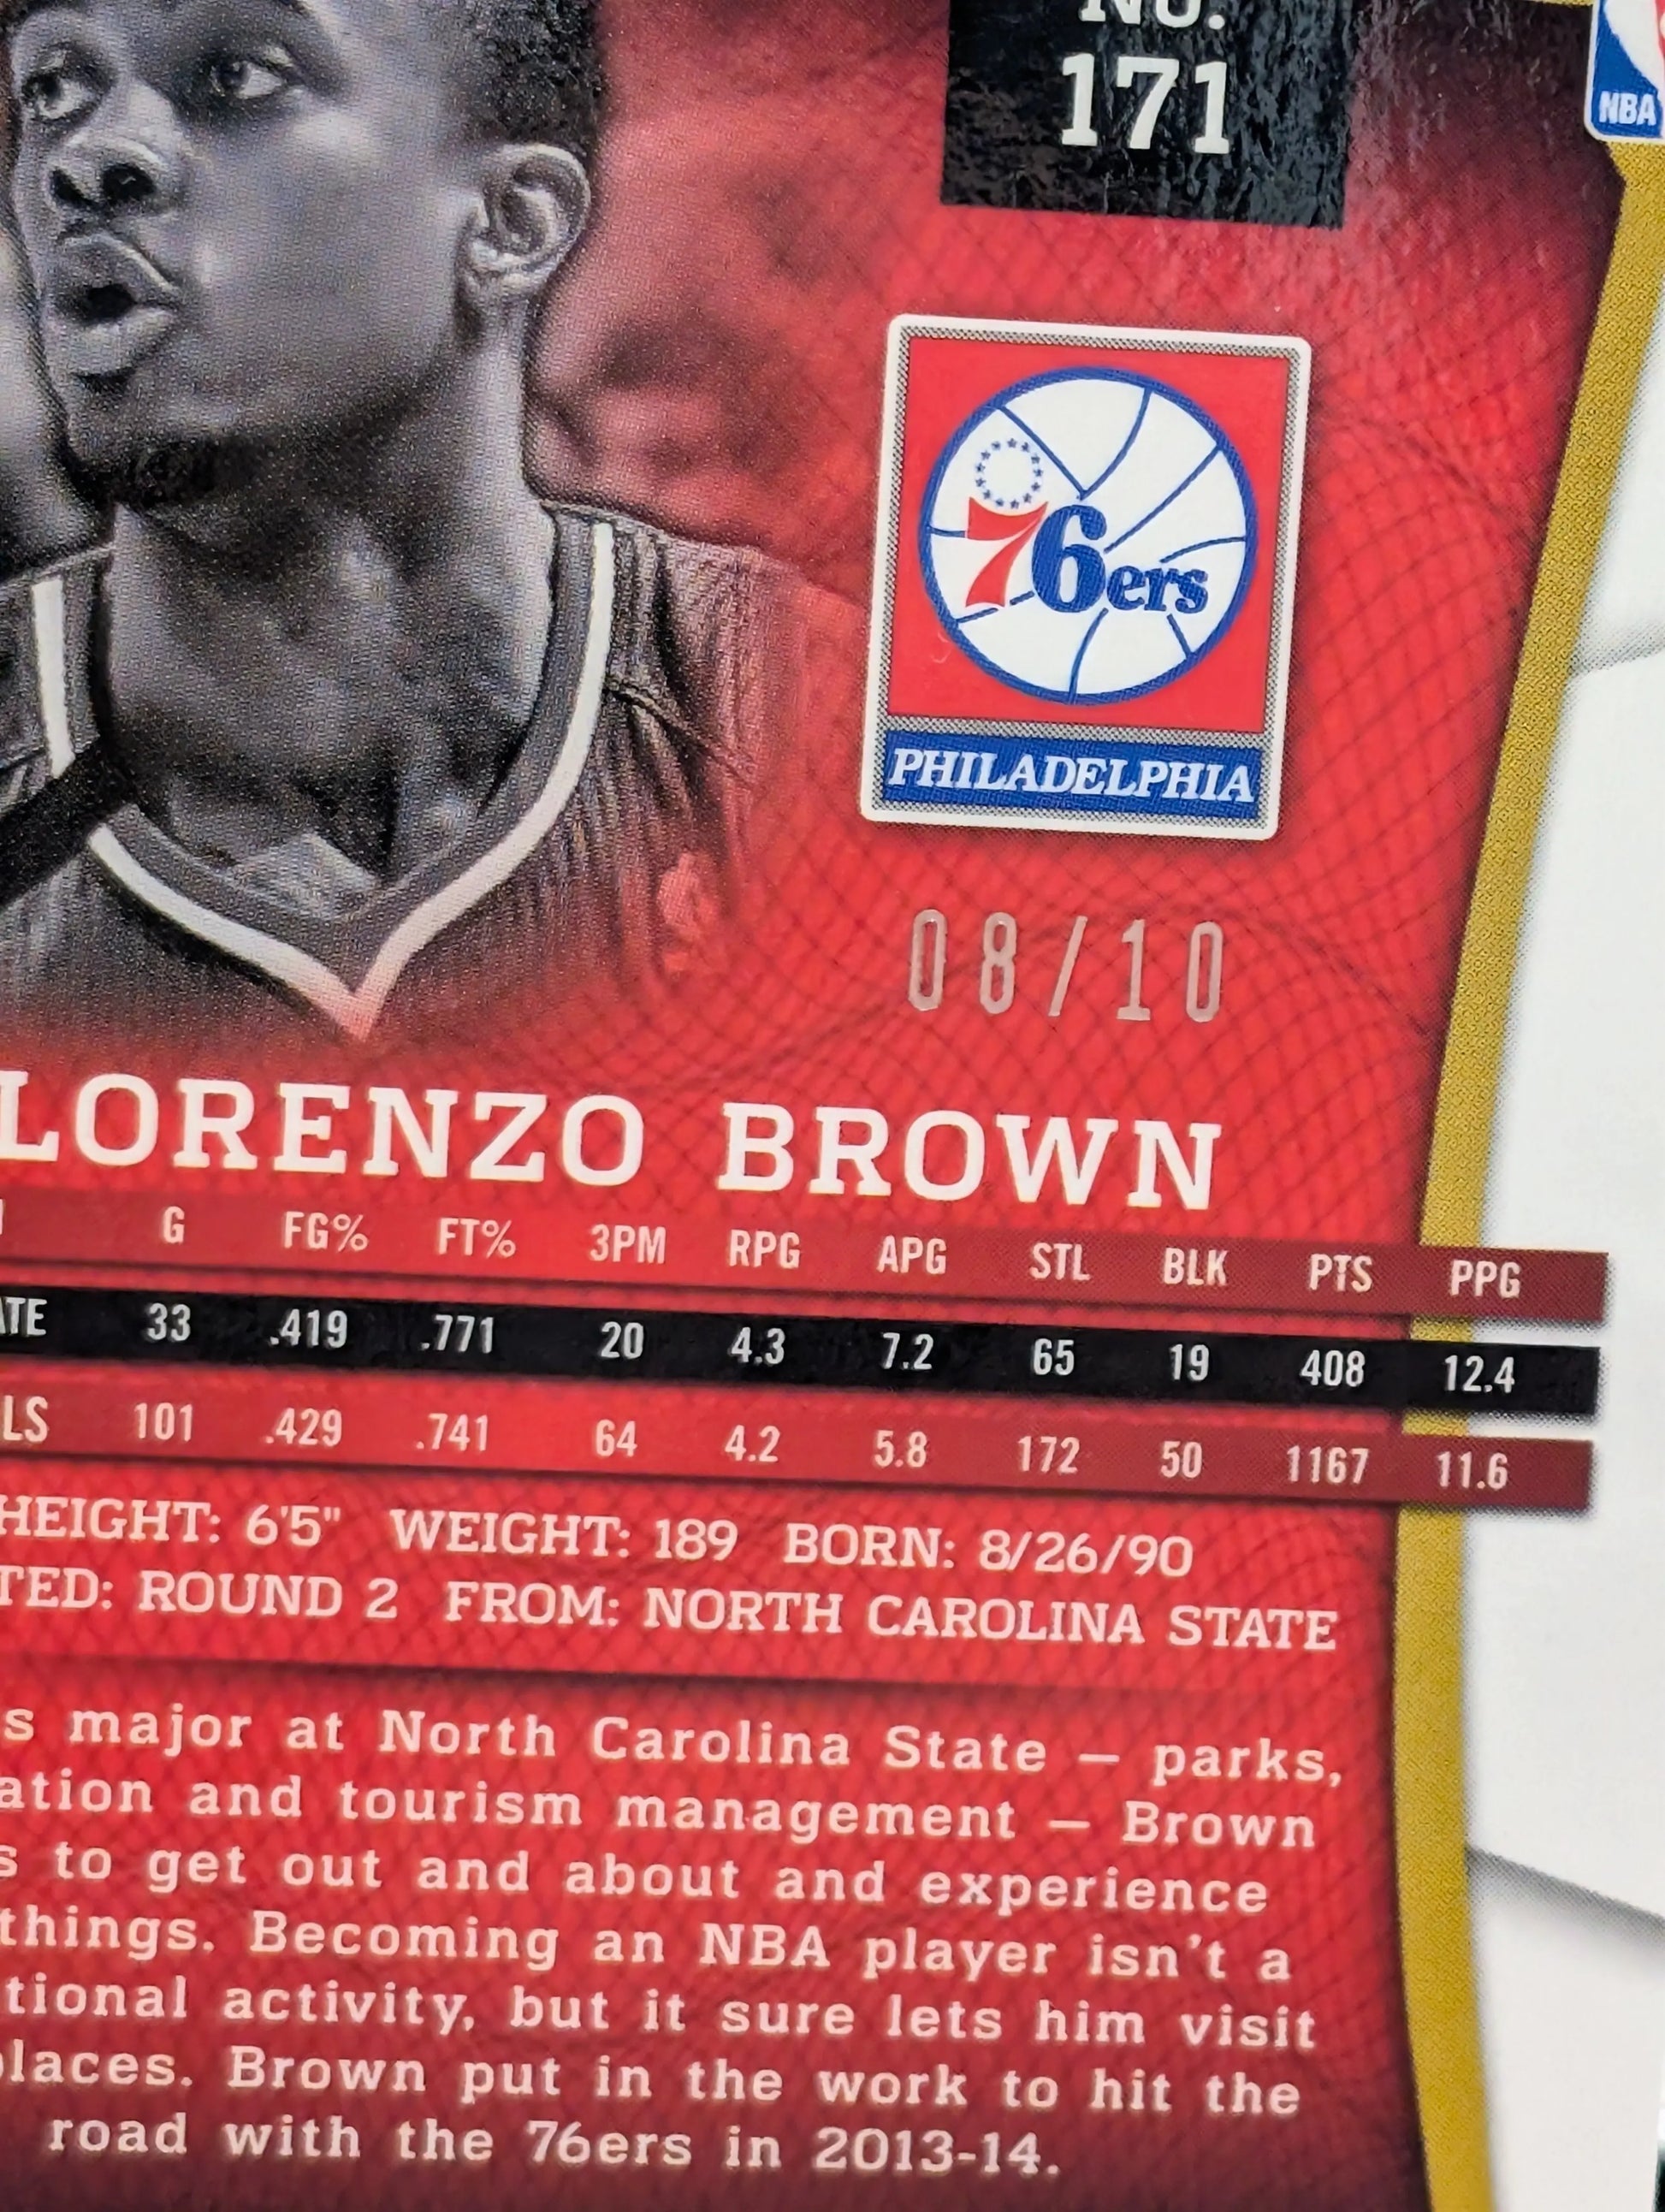 NO.
171
NBA
76ers
PHILADELPHIA
08/10
LORENZO BROWN
G FG% FT% 3PM RPG APG STL BLK PTS PPG
ATE 33 .419 .771 20 4.3 7.2 65 19 408 12.4
LS 101 .429 .741 64 4.2 5.8 172 50 1167 11.6
HEIGHT: 6'5" WEIGHT: 189 BORN: 8/26/90
TED: ROUND 2 FROM: NORTH CAROLINA STATE
s major at North Carolina State — parks,
ation and tourism management — Brown
s to get out and about and experience
things. Becoming an NBA player isn't a
tional activity, but it sure lets him visit
places. Brown put in the work to hit the
road with the 76ers in 2013-14.